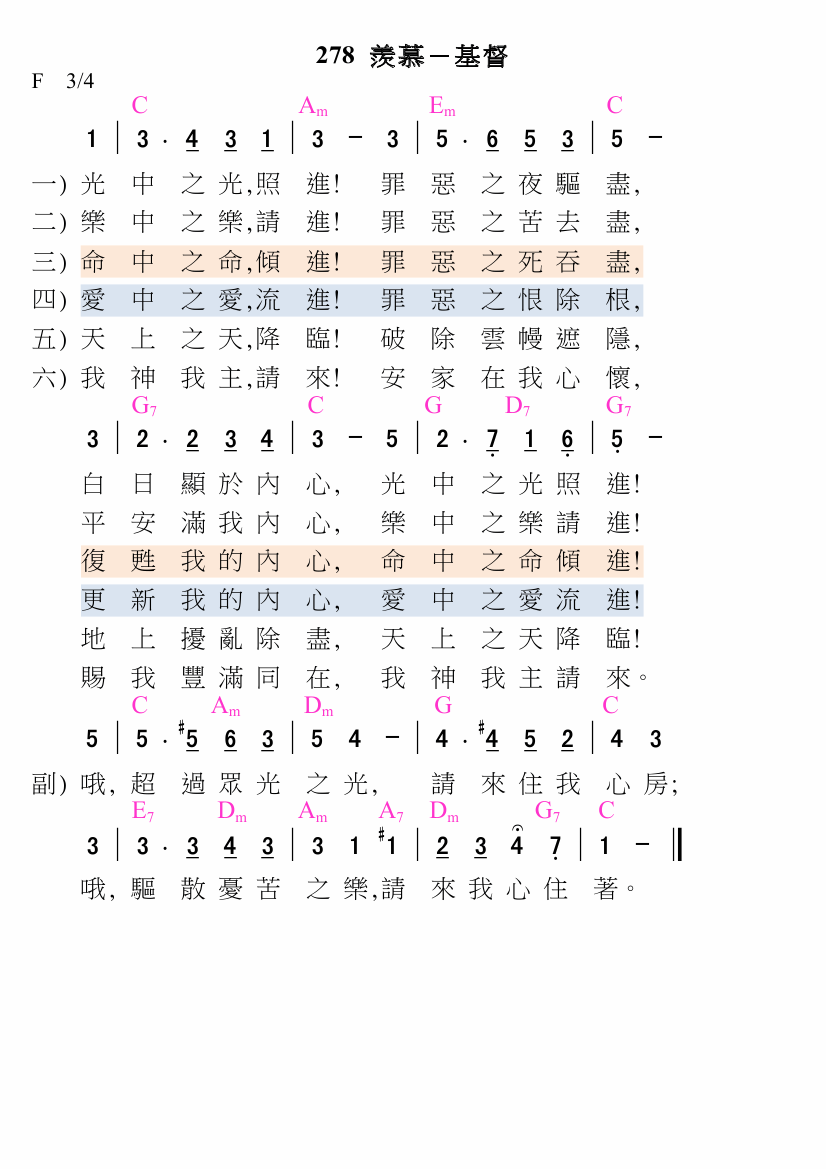 278 羨慕－基督
F 3/4
C Am Em C
1 | 3 . 4 3 1 | 3 － 3 | 5 . 6 5 3 | 5 －
一) 光 中 之 光,照 進! 罪 惡 之 夜 驅 盡,
二) 樂 中 之 樂,請 進! 罪 惡 之 苦 去 盡,
三) 命 中 之 命,傾 進! 罪 惡 之 死 吞 盡,
四) 愛 中 之 愛,流 進! 罪 惡 之 恨 除 根,
五) 天 上 之 天,降 臨! 破 除 雲 幔 遮 隱,
六) 我 神 我 主,請 來! 安 家 在 我 心 懷,
G7 C G D7 G7
3 | 2 . 2 3 4 | 3 － 5 | 2 . 7 1 6 | 5 －
白 日 顯 於 內 心, 光 中 之 光 照 進!
平 安 滿 我 內 心, 樂 中 之 樂 請 進!
復 甦 我 的 內 心, 命 中 之 命 傾 進!
更 新 我 的 內 心, 愛 中 之 愛 流 進!
地 上 擾 亂 除 盡, 天 上 之 天 降 臨!
賜 我 豐 滿 同 在, 我 神 我 主 請 來。
C Am Dm G C
5 | 5 . #5 6 3 | 5 4 － | 4 . #4 5 2 | 4 3
副) 哦, 超 過 眾 光 之 光, 請 來 住 我 心 房;
E7 Dm Am A7 Dm G7 C
3 | 3 . 3 4 3 | 3 1 #1 | 2 3 4 7 | 1 － ‖
哦, 驅 散 憂 苦 之 樂,請 來 我 心 住 著。